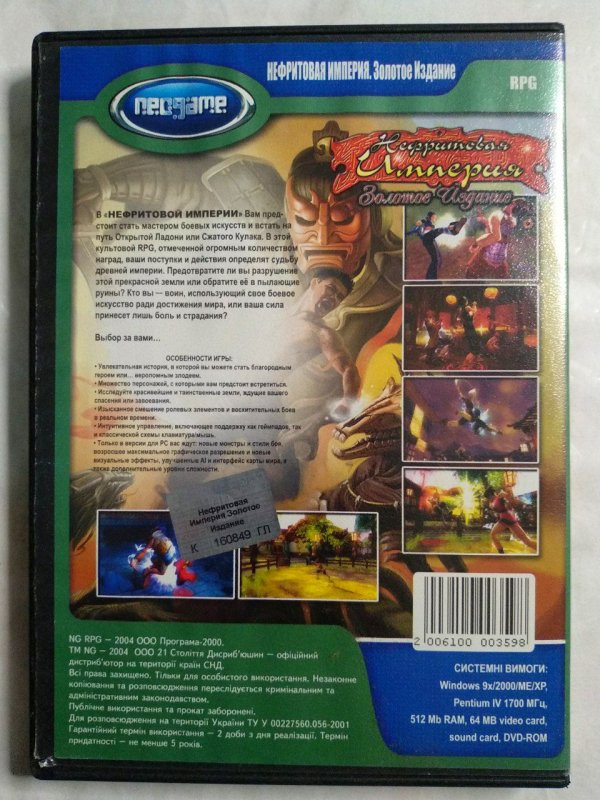 neogame
НЕФРИТОВАЯ ИМПЕРИЯ. Золотое Издание
RPG
Нефритовая
Империя
Золотое Издание
В «НЕФРИТОВОЙ ИМПЕРИИ» Вам пред-
стоит стать мастером боевых искусств и встать на
путь Открытой Ладони или Сжатого Кулака. В этой
культовой RPG, отмеченной огромным количеством
наград, ваши поступки и действия определят судьбу
древней империи. Предотвратите ли вы разрушение
этой прекрасной земли или обратите её в пылающие
руины? Кто вы — воин, использующий свое боевое
искусство ради достижения мира, или ваша сила
принесет лишь боль и страдания?
Выбор за вами...
ОСОБЕННОСТИ ИГРЫ:
• Увлекательная история, в которой вы можете стать благородным
героем или... вероломным злодеем.
• Множество персонажей, с которыми вам предстоит встретиться.
• Исследуйте красивейшие и таинственные земли, ждущие вашего
спасения или завоевания.
• Изысканное смешение ролевых элементов и восхитительных боев
в реальном времени.
• Интуитивное управление, включающее поддержку как геймпадов, так
и классической схемы клавиатура/мышь.
• Только в версии для PC вас ждут: новые монстры и стили боя,
возросшее максимальное графическое разрешение и новые
визуальные эффекты, улучшенные AI и интерфейс карты мира, а
также дополнительные уровни сложности.
Нефритовая
Империя Золотое
Издание
К 160849 ГЛ
2 006100 003598
NG RPG – 2004 ООО Програма-2000.
TM NG – 2004 ООО 21 Століття Дисриб'юшин – офіційний
дистриб'ютор на території країн СНД.
Всі права захищено. Тільки для особистого використання. Незаконне
копіювання та розповсюдження переслідується кримінальним та
адміністративним законодавством.
Публічне використання та прокат заборонені.
Для розповсюдження на території України ТУ У 00227560.056-2001
Гарантійний термін використання – 2 доби з дня реалізації. Термін
придатності – не менше 5 років.
СИСТЕМНІ ВИМОГИ:
Windows 9x/2000/ME/XP,
Pentium IV 1700 МГц,
512 Mb RAM, 64 MB video card,
sound card, DVD-ROM